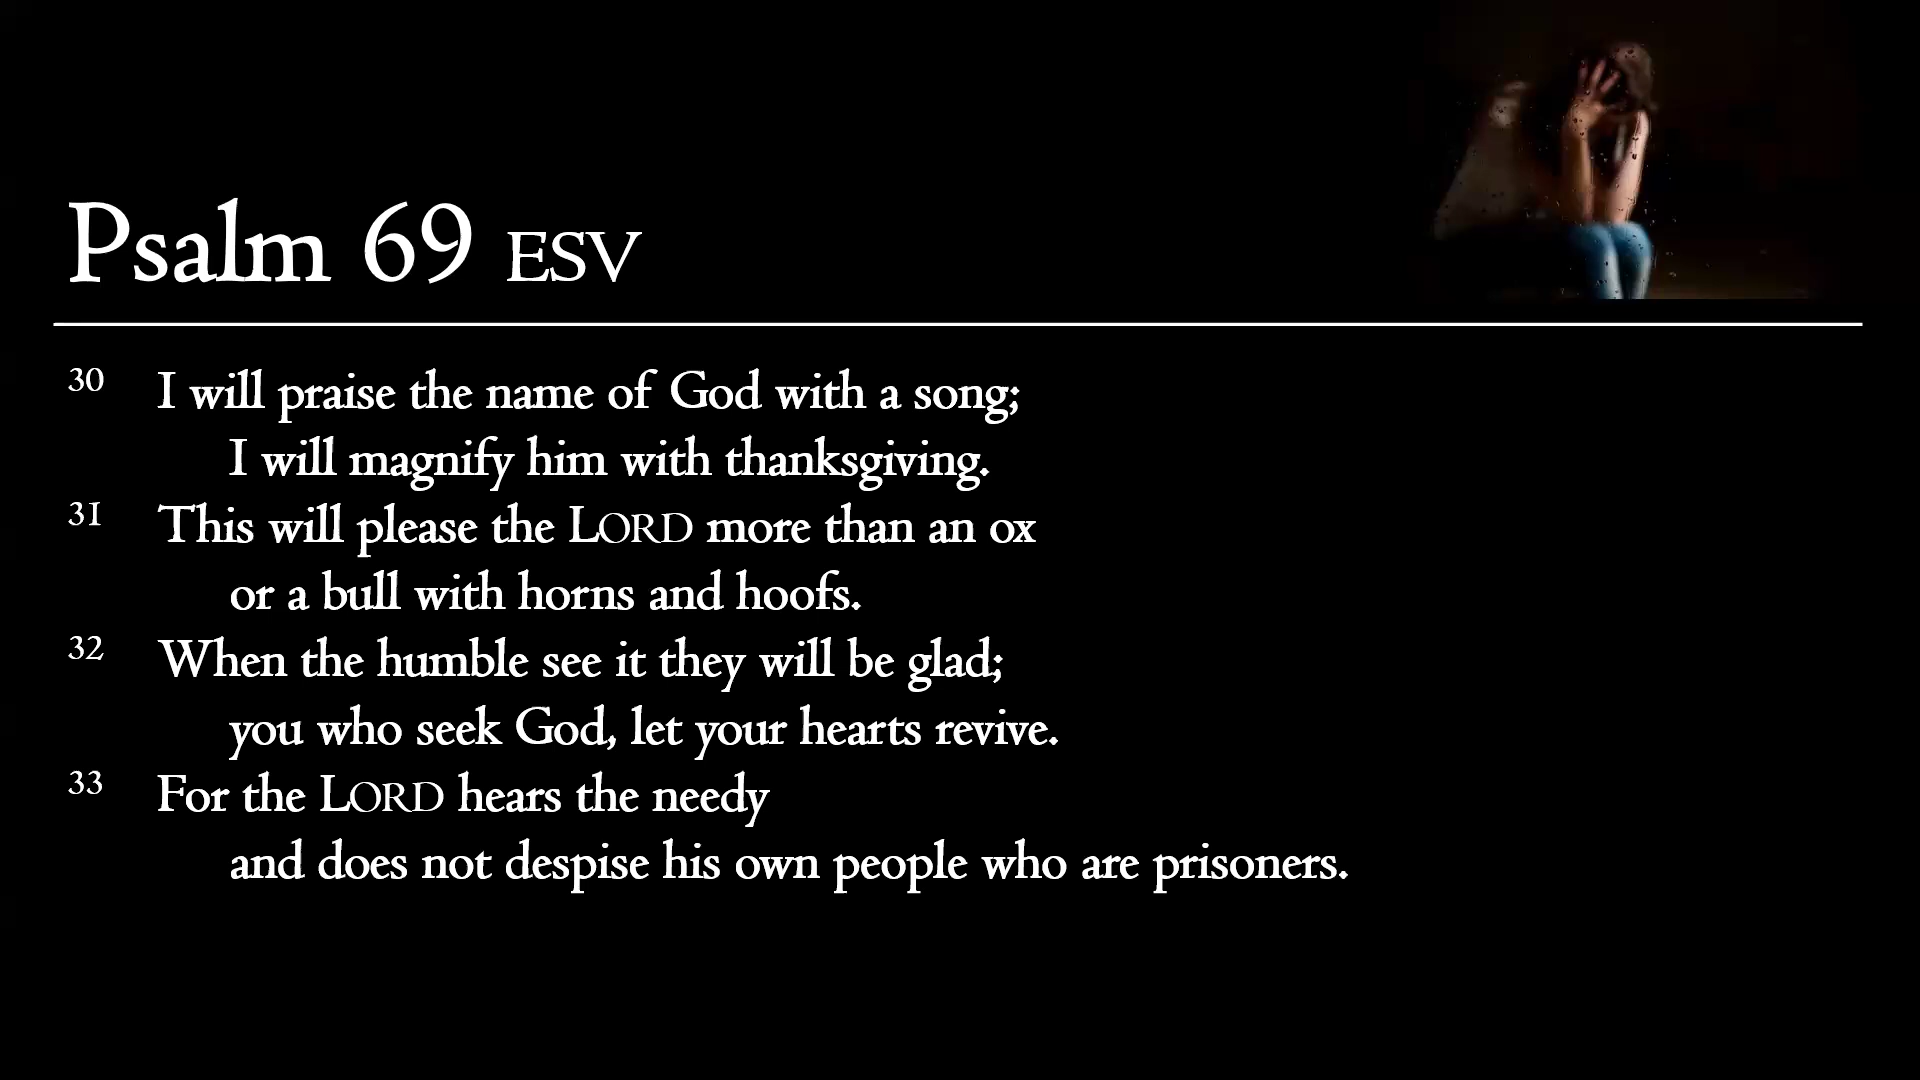 Psalm 69 ESV
30 I will praise the name of God with a song;
I will magnify him with thanksgiving.
31 This will please the LORD more than an ox
or a bull with horns and hoofs.
32 When the humble see it they will be glad;
you who seek God, let your hearts revive.
33 For the LORD hears the needy
and does not despise his own people who are prisoners.